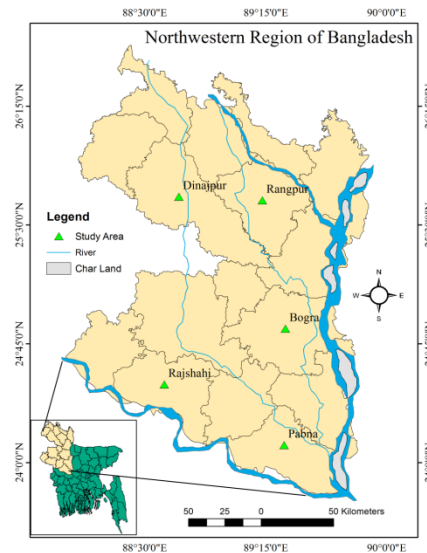 88°30'0"E 89°15'0"E 90°0'0"E
Northwestern Region of Bangladesh
26°15'0"N
Dinajpur
Rangpur
25°30'0"N
Legend
Study Area
River
Char Land
N
W E
S
Bogra
24°45'0"N
Rajshahi
Pabna
24°0'0"N
50 25 0 50 Kilometers
88°30'0"E 89°15'0"E 90°0'0"E